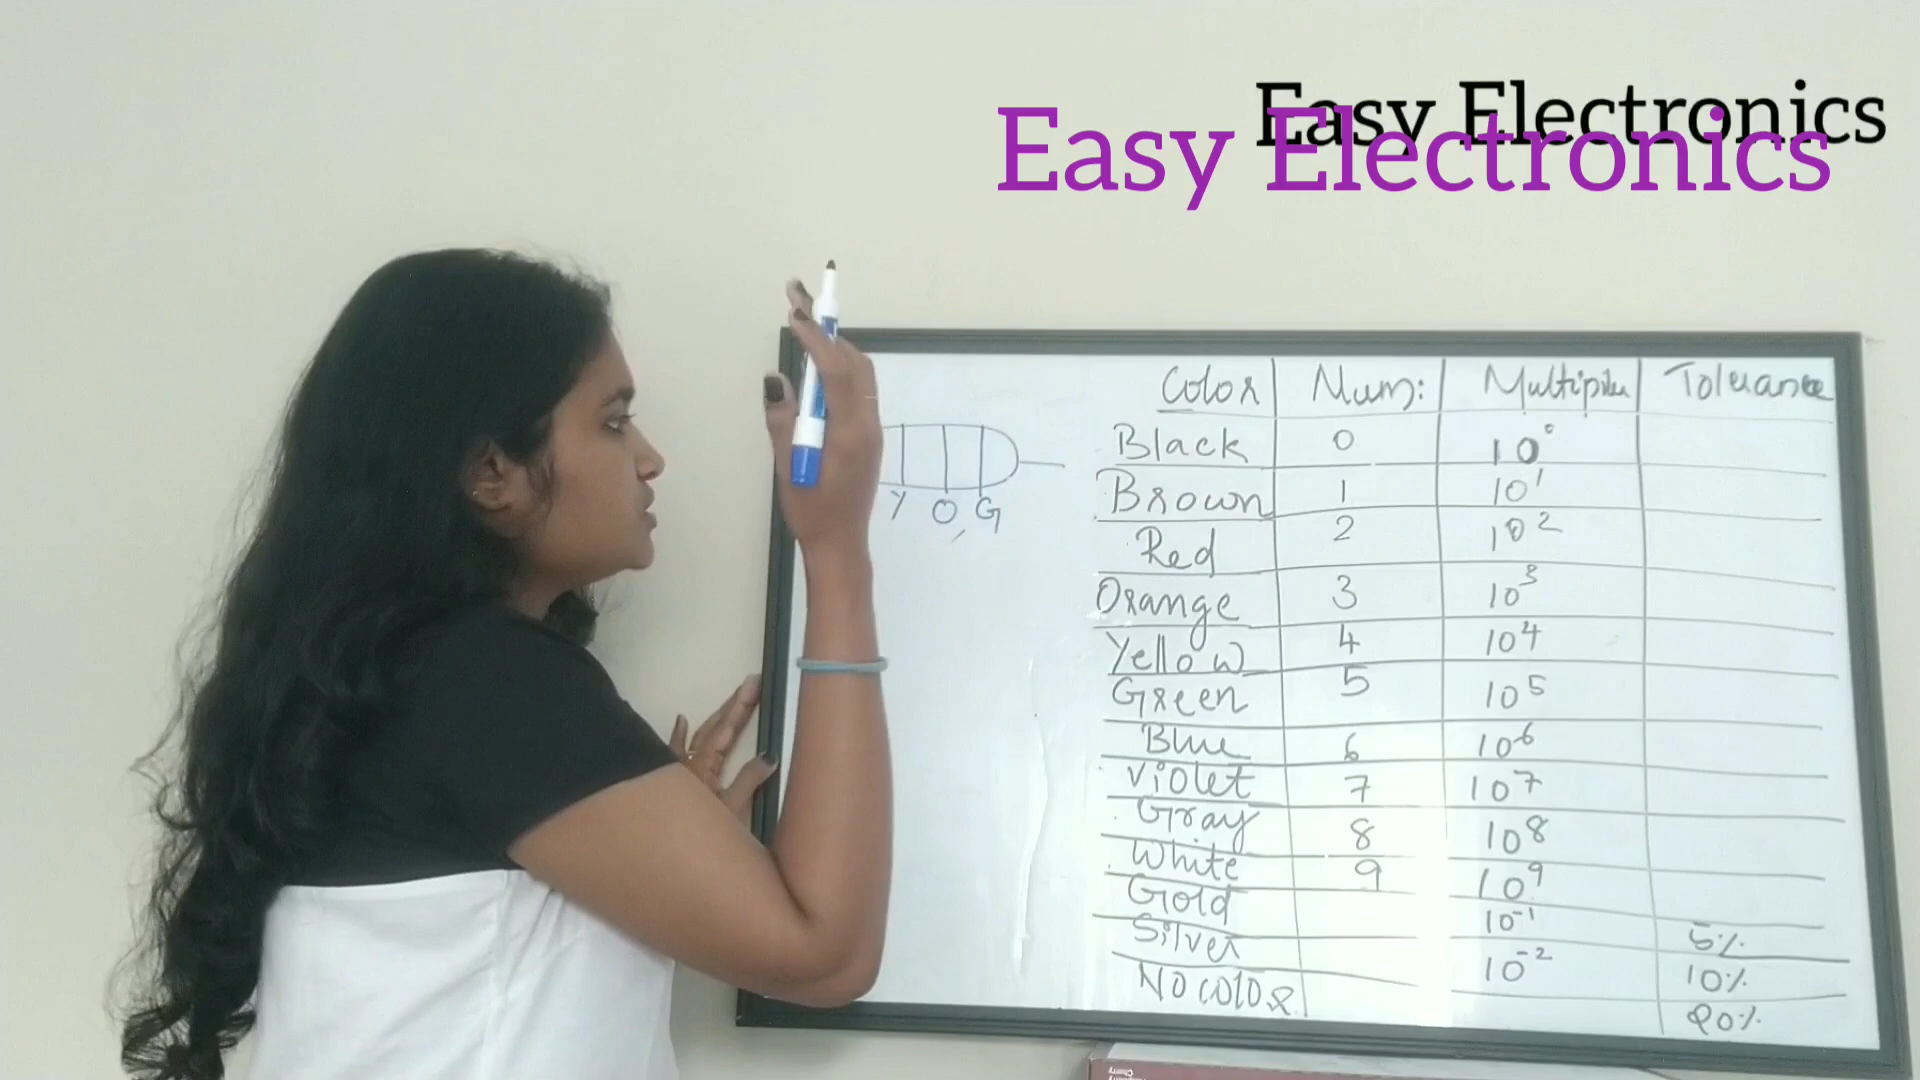 Easy Electronics
Easy Electronics
Color Num: Multiplier Tolerance
Black 0 10⁰
Brown 1 10¹
Red 2 10²
Orange 3 10³
Yellow 4 10⁴
Green 5 10⁵
Blue 6 10⁶
Violet 7 10⁷
Gray 8 10⁸
White 9 10⁹
Gold 10⁻¹ 5%
Silver 10⁻² 10%
No color 20%
Y O G